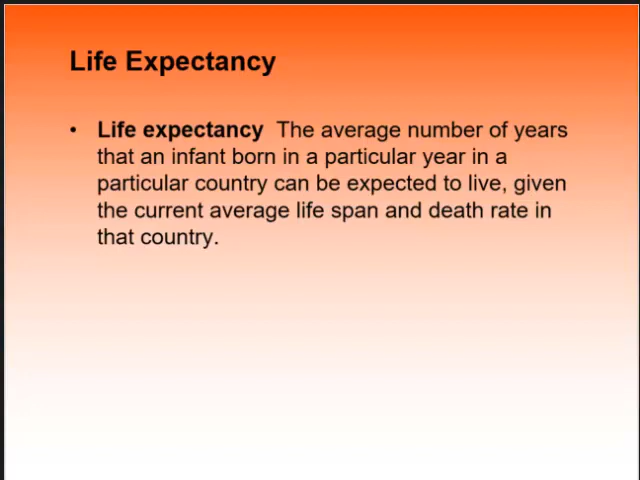 Life Expectancy
• Life expectancy The average number of years
that an infant born in a particular year in a
particular country can be expected to live, given
the current average life span and death rate in
that country.